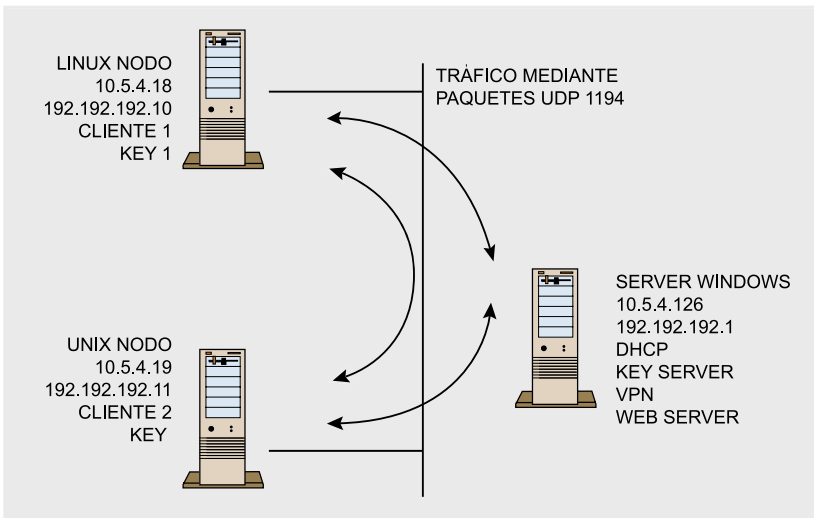 LINUX NODO
10.5.4.18
192.192.192.10
CLIENTE 1
KEY 1
TRÁFICO MEDIANTE
PAQUETES UDP 1194
SERVER WINDOWS
10.5.4.126
192.192.192.1
DHCP
KEY SERVER
VPN
WEB SERVER
UNIX NODO
10.5.4.19
192.192.192.11
CLIENTE 2
KEY